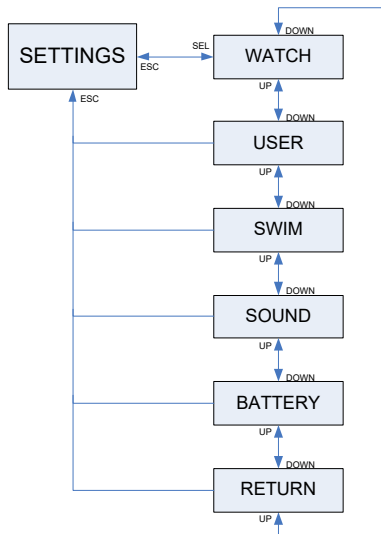 DOWN
SETTINGS
SEL
WATCH
ESC
UP
ESC
DOWN
USER
UP
DOWN
SWIM
UP
DOWN
SOUND
UP
DOWN
BATTERY
UP
DOWN
RETURN
UP